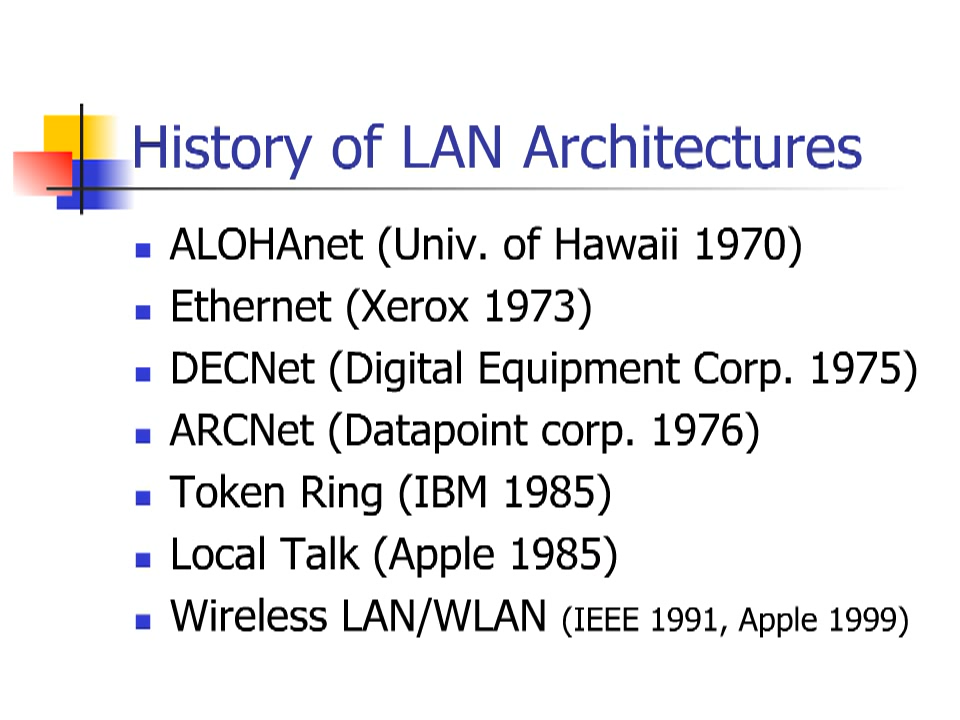 History of LAN Architectures
ALOHAnet (Univ. of Hawaii 1970)
Ethernet (Xerox 1973)
DECNet (Digital Equipment Corp. 1975)
ARCNet (Datapoint corp. 1976)
Token Ring (IBM 1985)
Local Talk (Apple 1985)
Wireless LAN/WLAN (IEEE 1991, Apple 1999)